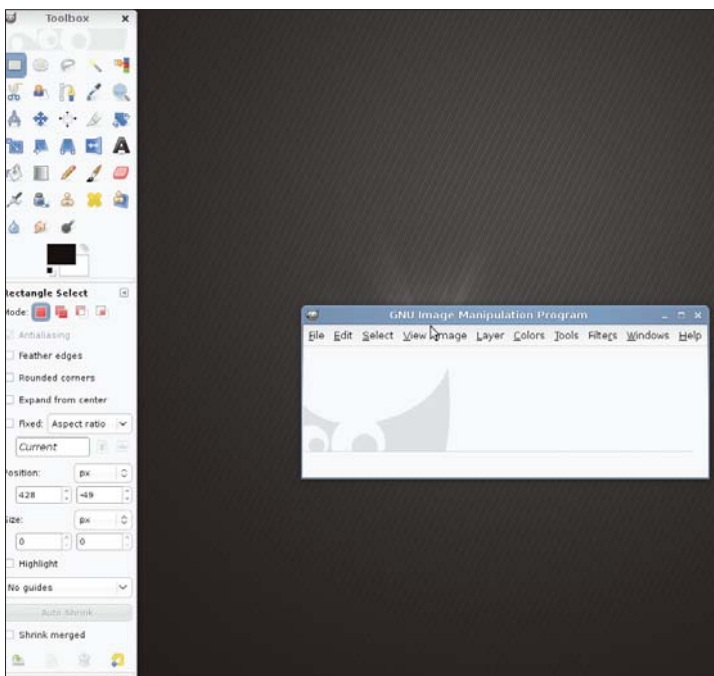 Toolbox
Rectangle Select
Mode:
Antialiasing
Feather edges
Rounded corners
Expand from center
Fixed: Aspect ratio
Current
Position: px
428 -49
Size: px
0 0
Highlight
No guides
Auto Shrink
Shrink merged
GNU Image Manipulation Program
File Edit Select View Image Layer Colors Tools Filters Windows Help